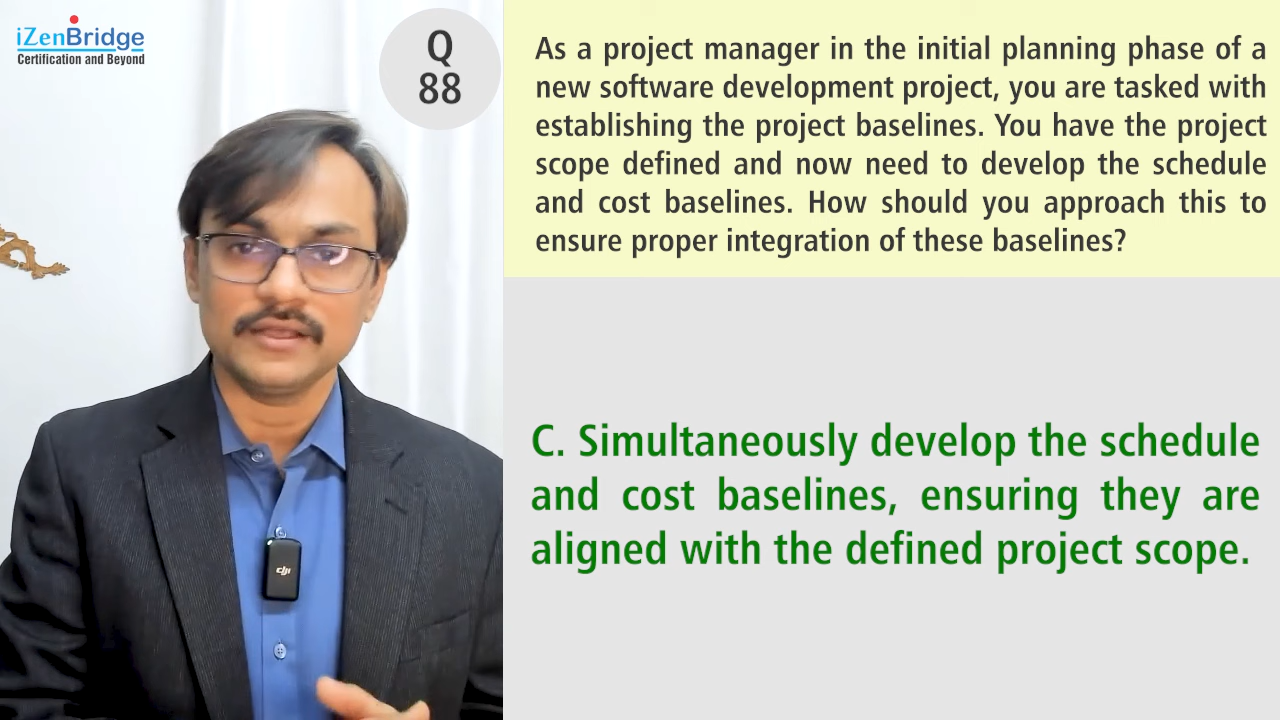 iZenBridge
Certification and Beyond
Q
88
As a project manager in the initial planning phase of a
new software development project, you are tasked with
establishing the project baselines. You have the project
scope defined and now need to develop the schedule
and cost baselines. How should you approach this to
ensure proper integration of these baselines?
C. Simultaneously develop the schedule
and cost baselines, ensuring they are
aligned with the defined project scope.
dji